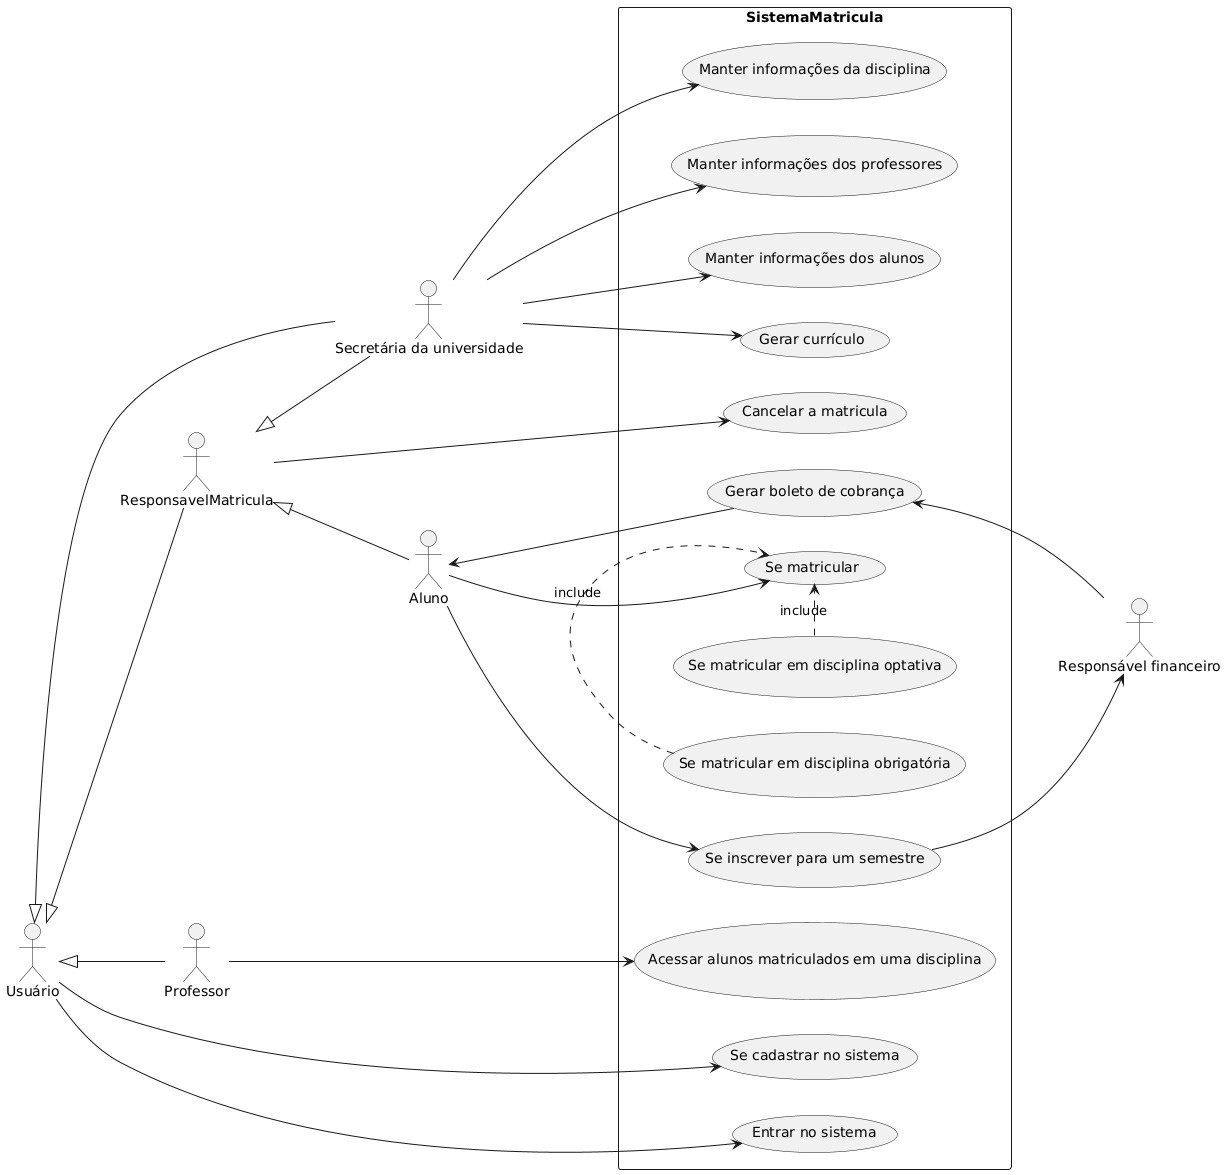 SistemaMatricula
Manter informações da disciplina
Manter informações dos professores
Manter informações dos alunos
Secretária da universidade
Gerar currículo
Cancelar a matricula
ResponsavelMatricula
Gerar boleto de cobrança
Aluno
Se matricular
include
include
Se matricular em disciplina optativa
Responsável financeiro
Se matricular em disciplina obrigatória
Se inscrever para um semestre
Acessar alunos matriculados em uma disciplina
Usuário
Professor
Se cadastrar no sistema
Entrar no sistema